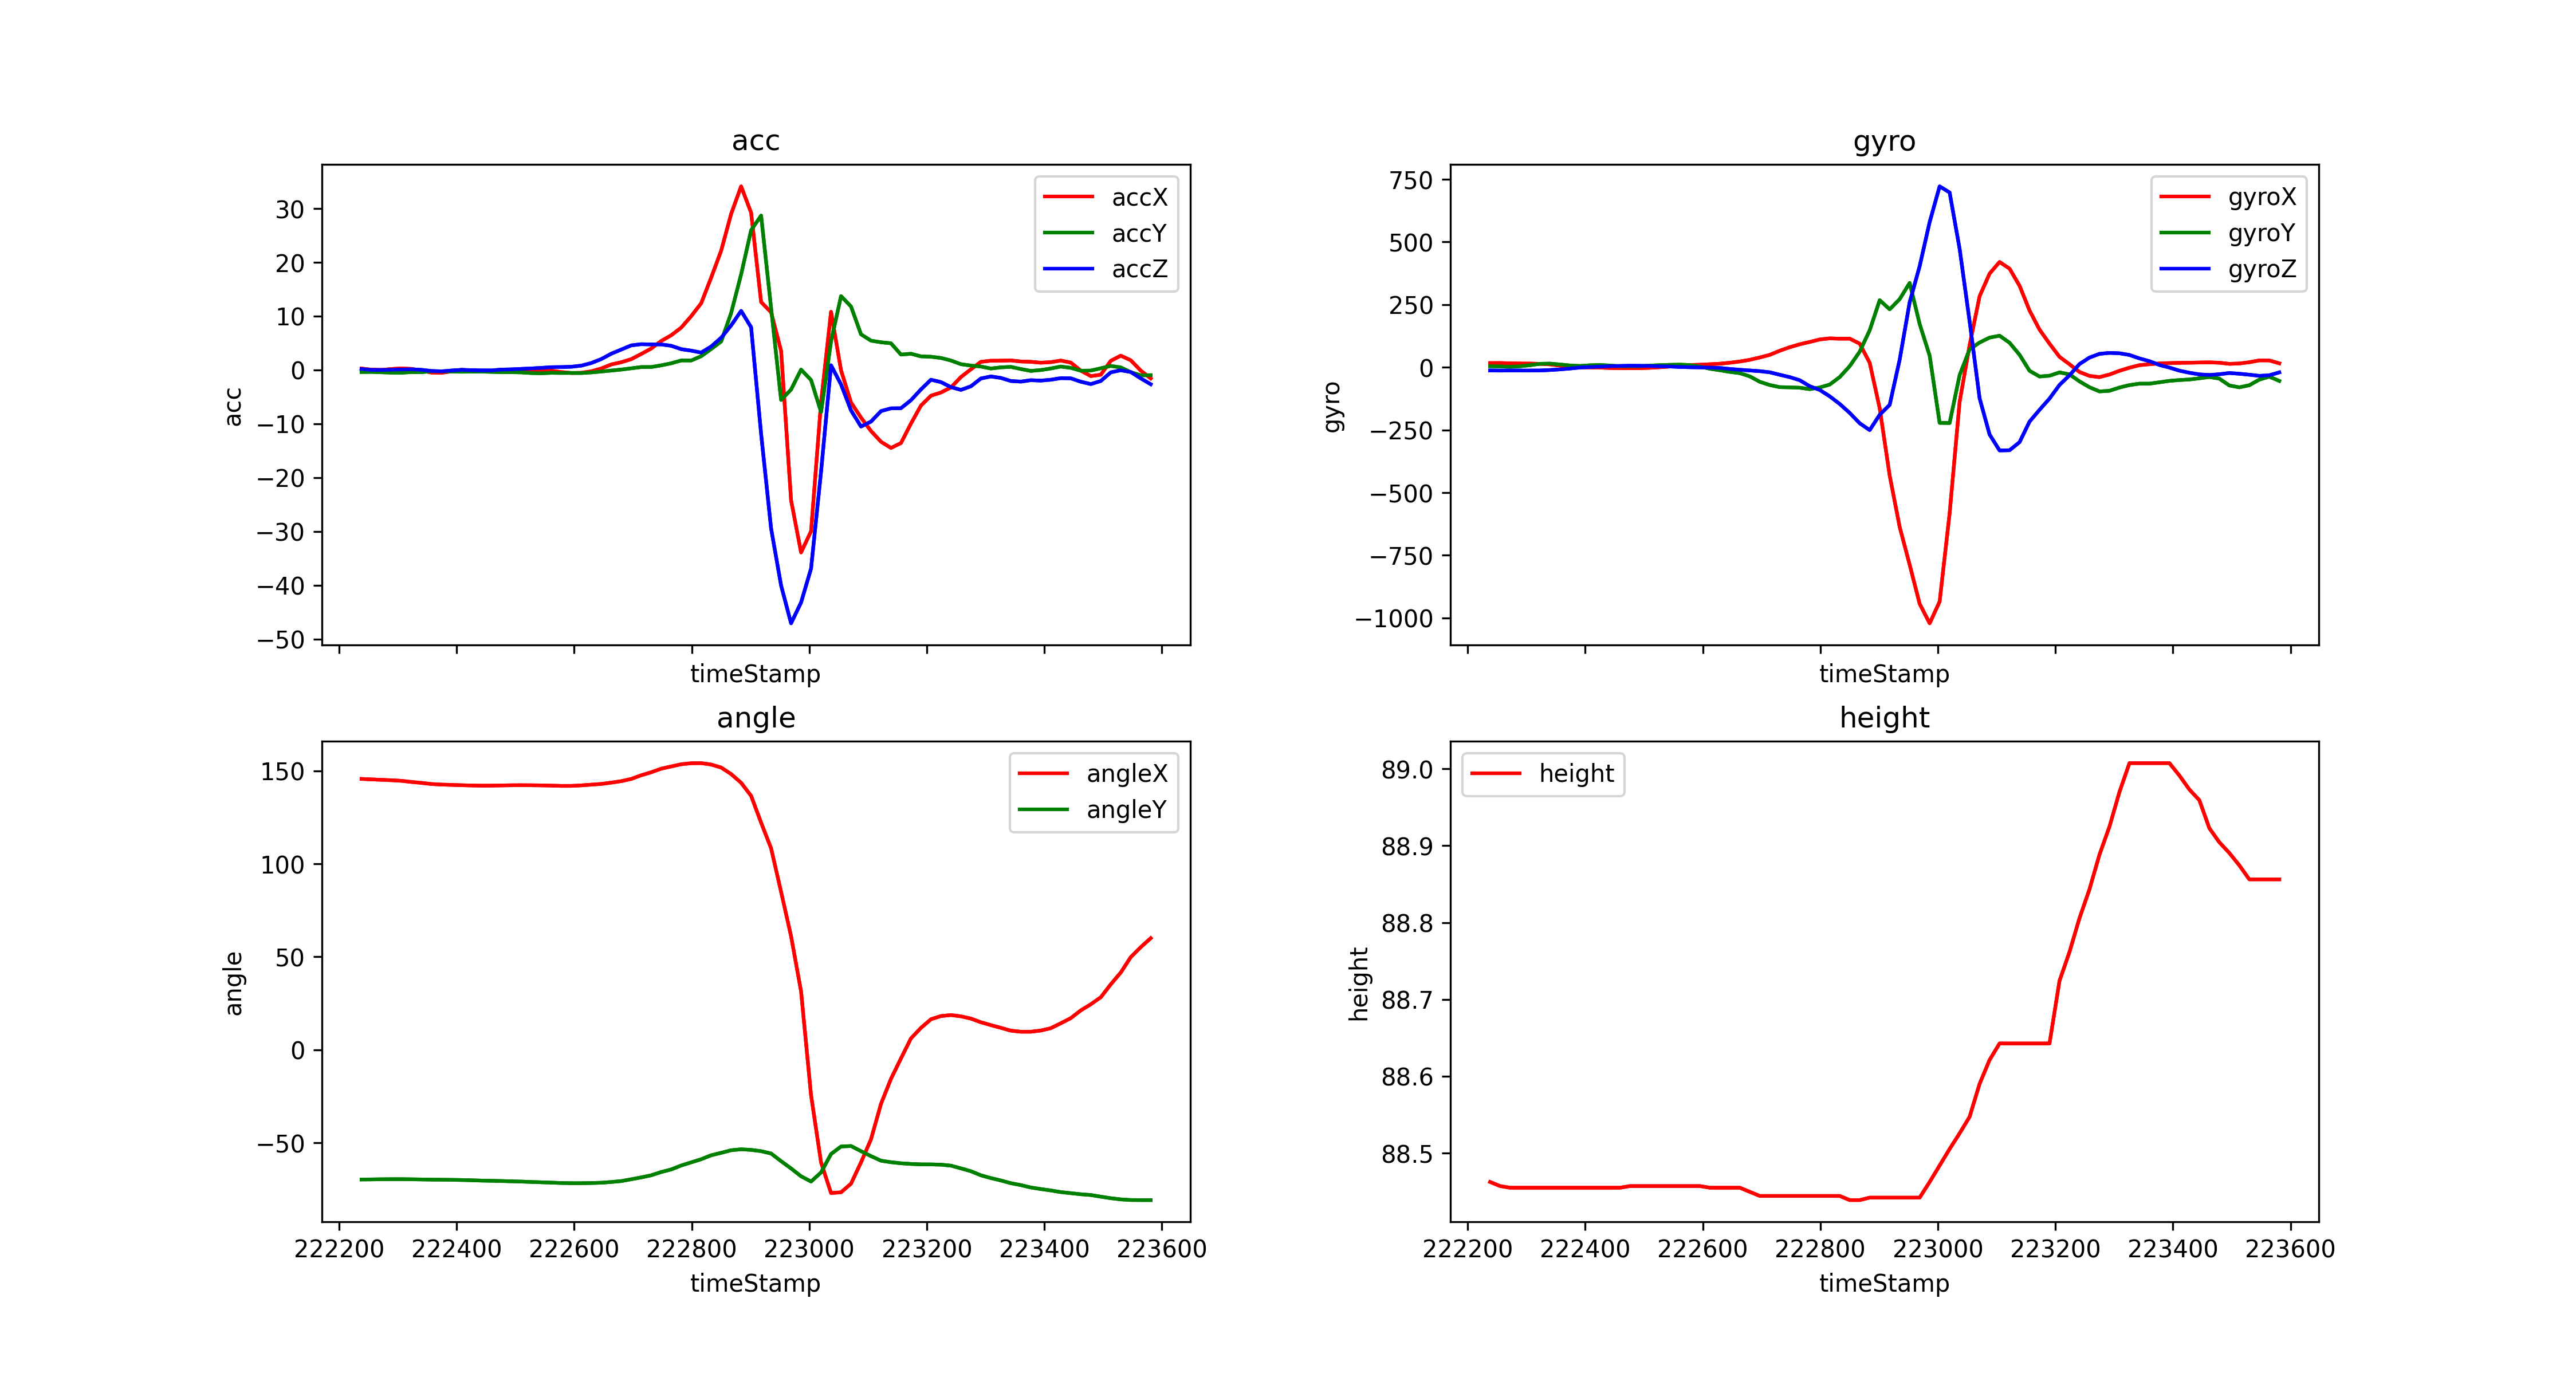 acc
accX
accY
accZ
30
20
10
0
−10
−20
−30
−40
−50
acc
timeStamp
gyro
gyroX
gyroY
gyroZ
750
500
250
0
−250
−500
−750
−1000
gyro
timeStamp
angle
angleX
angleY
150
100
50
0
−50
angle
222200 222400 222600 222800 223000 223200 223400 223600
timeStamp
height
height
89.0
88.9
88.8
88.7
88.6
88.5
height
222200 222400 222600 222800 223000 223200 223400 223600
timeStamp